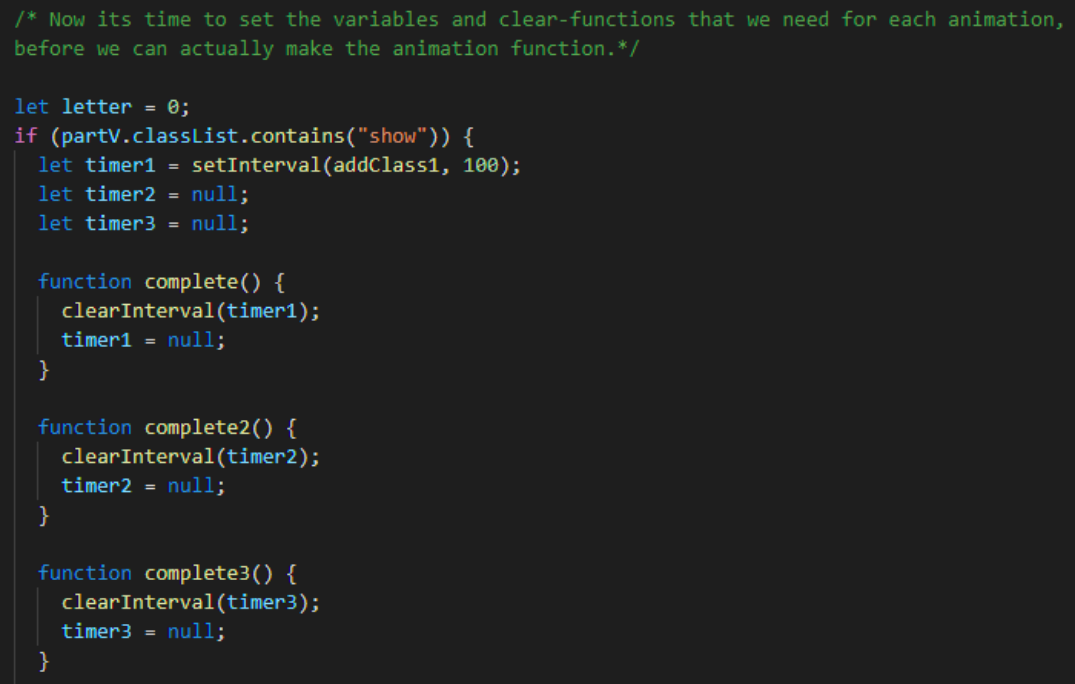 /* Now its time to set the variables and clear-functions that we need for each animation,
before we can actually make the animation function.*/
let letter = 0;
if (partV.classList.contains("show")) {
let timer1 = setInterval(addClass1, 100);
let timer2 = null;
let timer3 = null;
function complete() {
clearInterval(timer1);
timer1 = null;
}
function complete2() {
clearInterval(timer2);
timer2 = null;
}
function complete3() {
clearInterval(timer3);
timer3 = null;
}